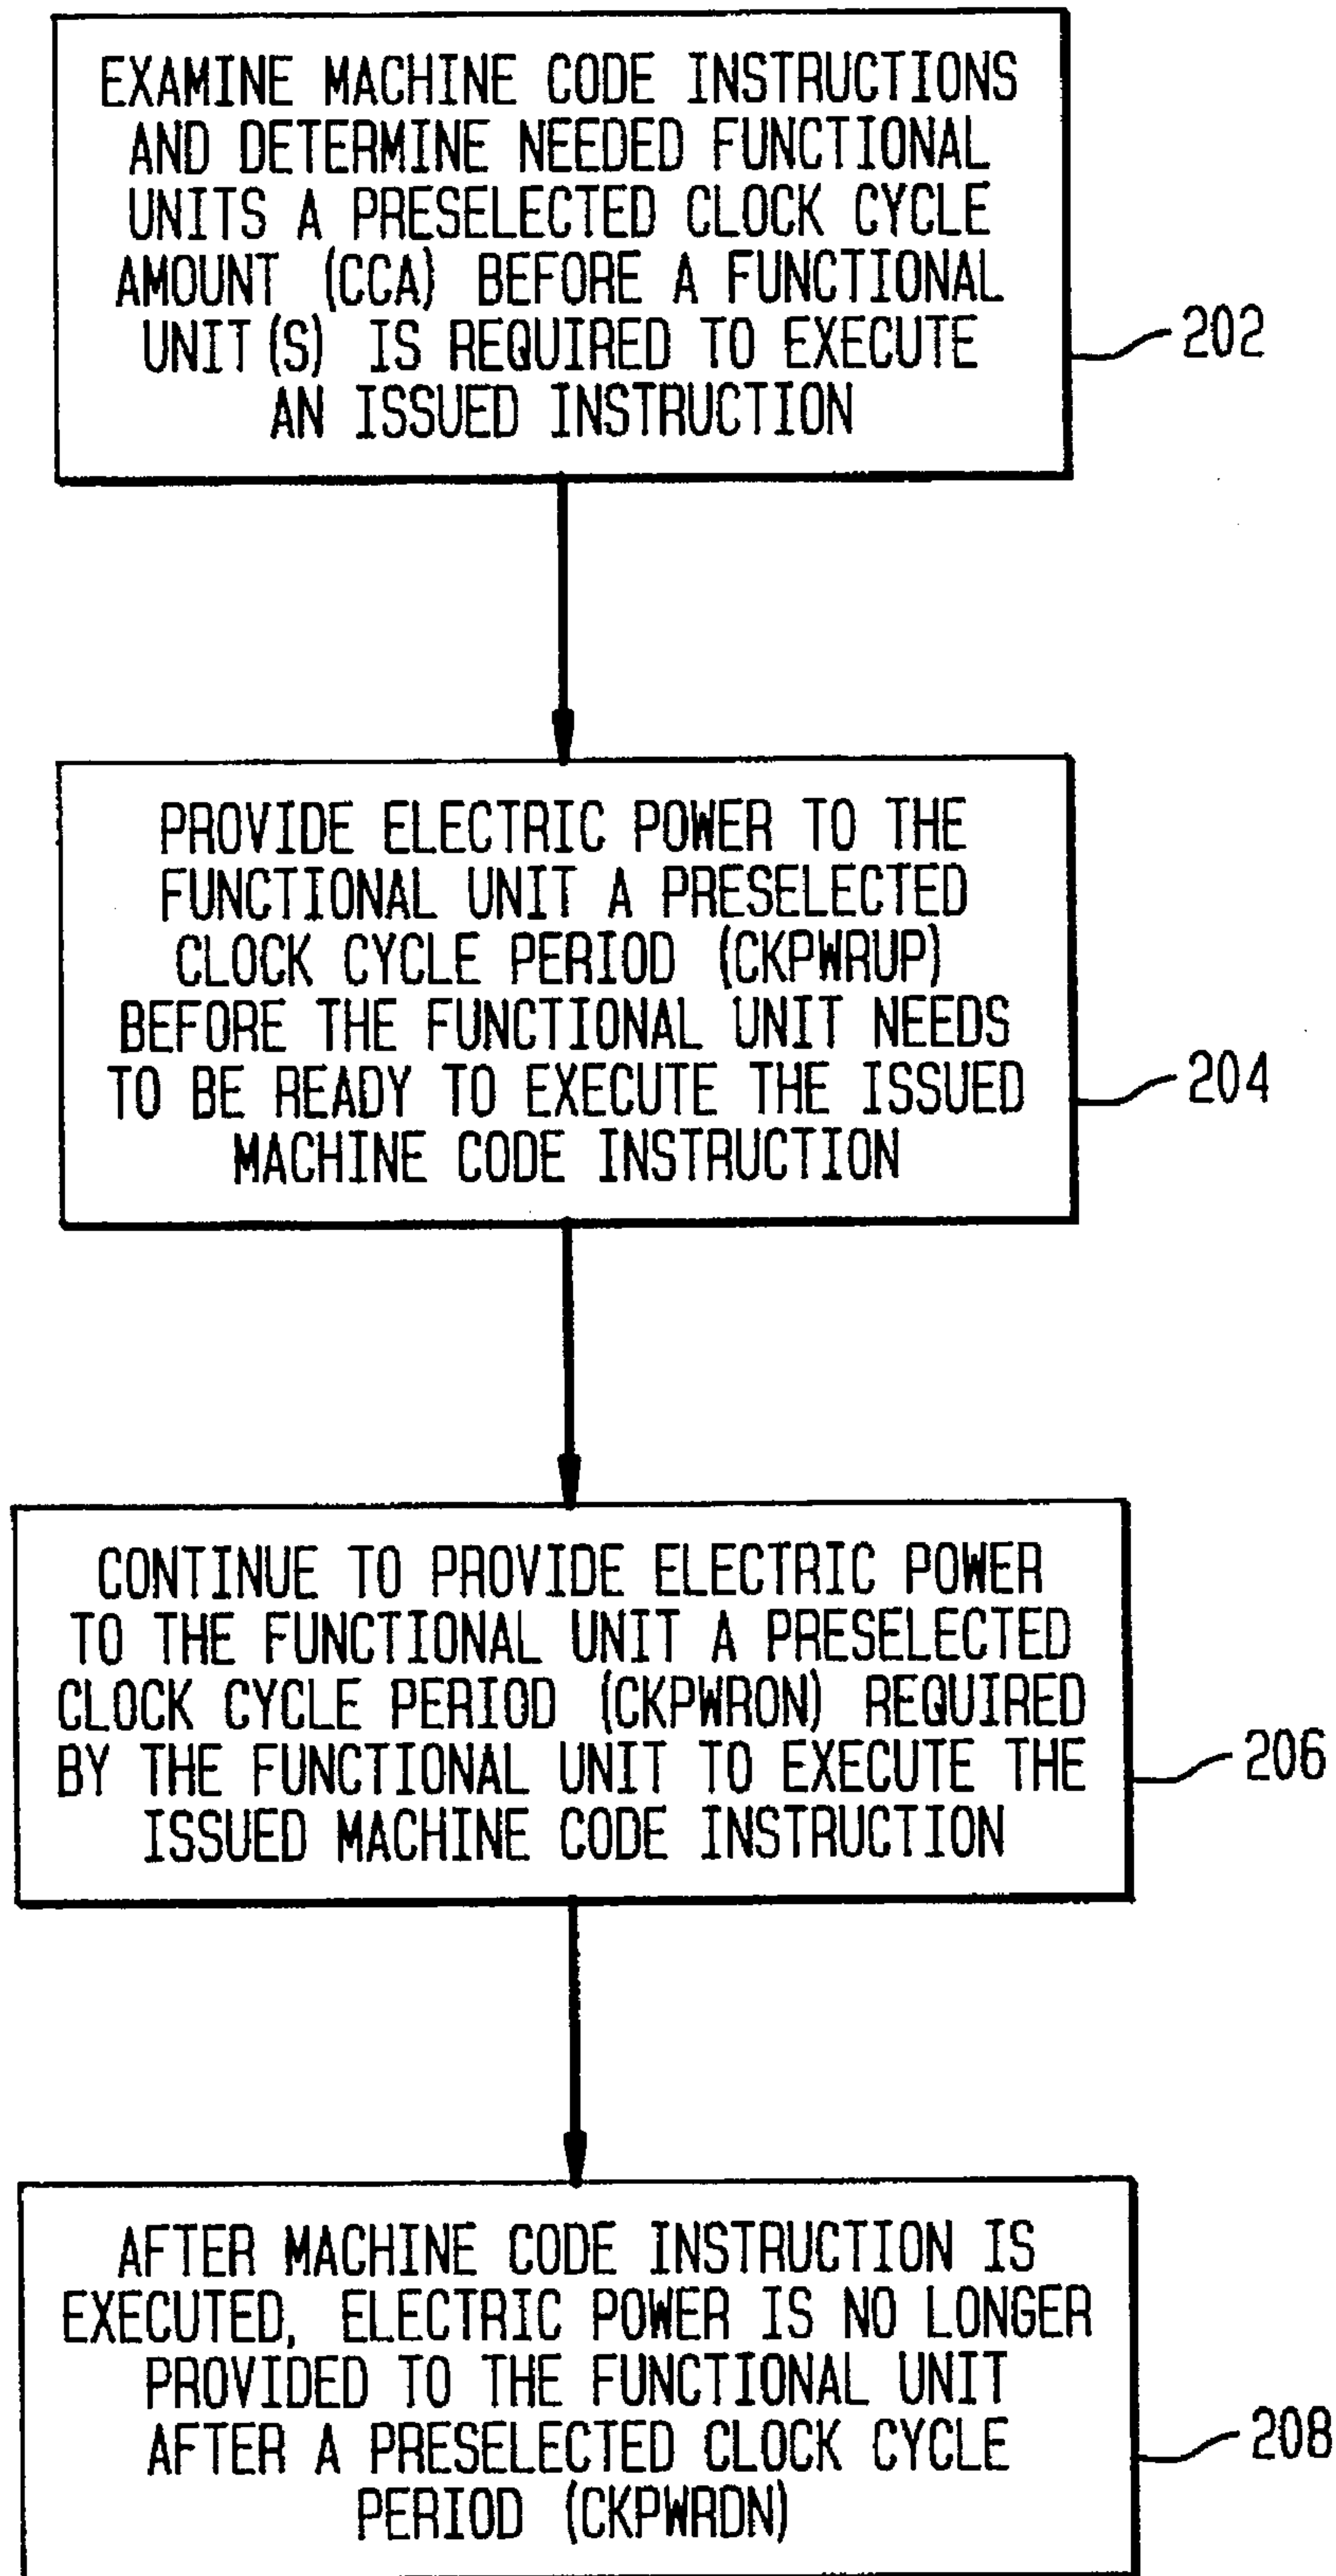 EXAMINE MACHINE CODE INSTRUCTIONS
AND DETERMINE NEEDED FUNCTIONAL
UNITS A PRESELECTED CLOCK CYCLE
AMOUNT (CCA) BEFORE A FUNCTIONAL
UNIT(S) IS REQUIRED TO EXECUTE
AN ISSUED INSTRUCTION
202
PROVIDE ELECTRIC POWER TO THE
FUNCTIONAL UNIT A PRESELECTED
CLOCK CYCLE PERIOD (CKPWRUP)
BEFORE THE FUNCTIONAL UNIT NEEDS
TO BE READY TO EXECUTE THE ISSUED
MACHINE CODE INSTRUCTION
204
CONTINUE TO PROVIDE ELECTRIC POWER
TO THE FUNCTIONAL UNIT A PRESELECTED
CLOCK CYCLE PERIOD (CKPWRON) REQUIRED
BY THE FUNCTIONAL UNIT TO EXECUTE THE
ISSUED MACHINE CODE INSTRUCTION
206
AFTER MACHINE CODE INSTRUCTION IS
EXECUTED, ELECTRIC POWER IS NO LONGER
PROVIDED TO THE FUNCTIONAL UNIT
AFTER A PRESELECTED CLOCK CYCLE
PERIOD (CKPWRDN)
208